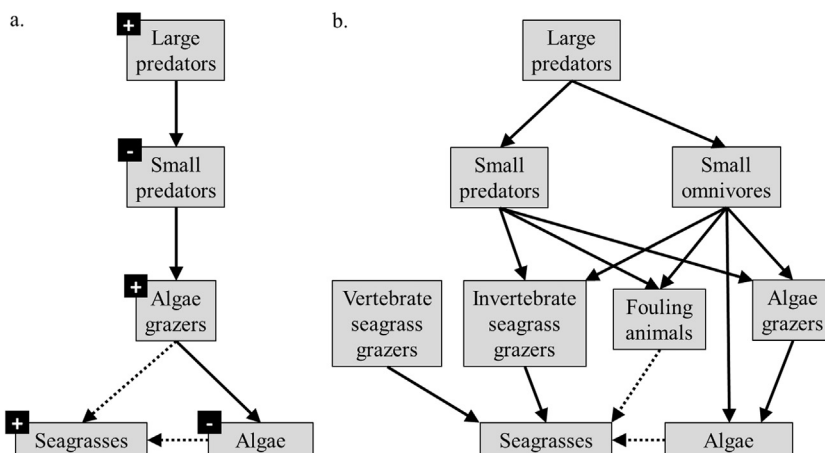 a.
+
Large
predators
-
Small
predators
+
Algae
grazers
+
Seagrasses
-
Algae
b.
Large
predators
Small
predators
Small
omnivores
Vertebrate
seagrass
grazers
Invertebrate
seagrass
grazers
Fouling
animals
Algae
grazers
Seagrasses
Algae